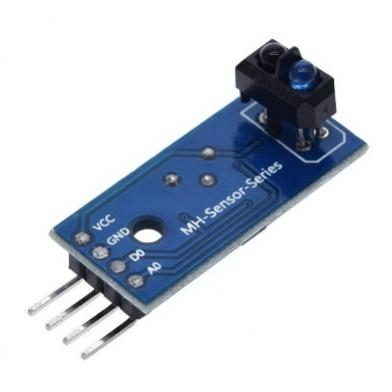 MH-Sensor-Series
VCC
GND
D0
A0